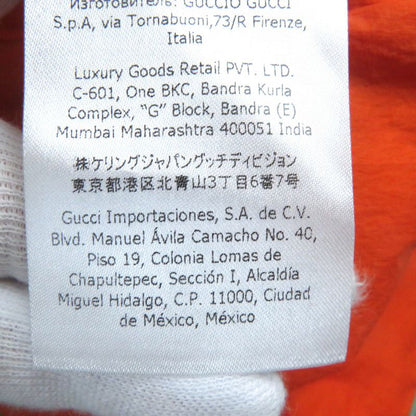 Изготовитель: GUCCIO GUCCI
S.p.A, via Tornabuoni,73/R Firenze,
Italia
Luxury Goods Retail PVT. LTD.
C-601, One BKC, Bandra Kurla
Complex, “G” Block, Bandra (E)
Mumbai Maharashtra 400051 India
株ケリングジャパングッチディビジョン
東京都港区北青山3丁目6番7号
Gucci Importaciones, S.A. de C.V.
Blvd. Manuel Ávila Camacho No. 40,
Piso 19, Colonia Lomas de
Chapultepec, Sección I, Alcaldía
Miguel Hidalgo, C.P. 11000, Ciudad
de México, México